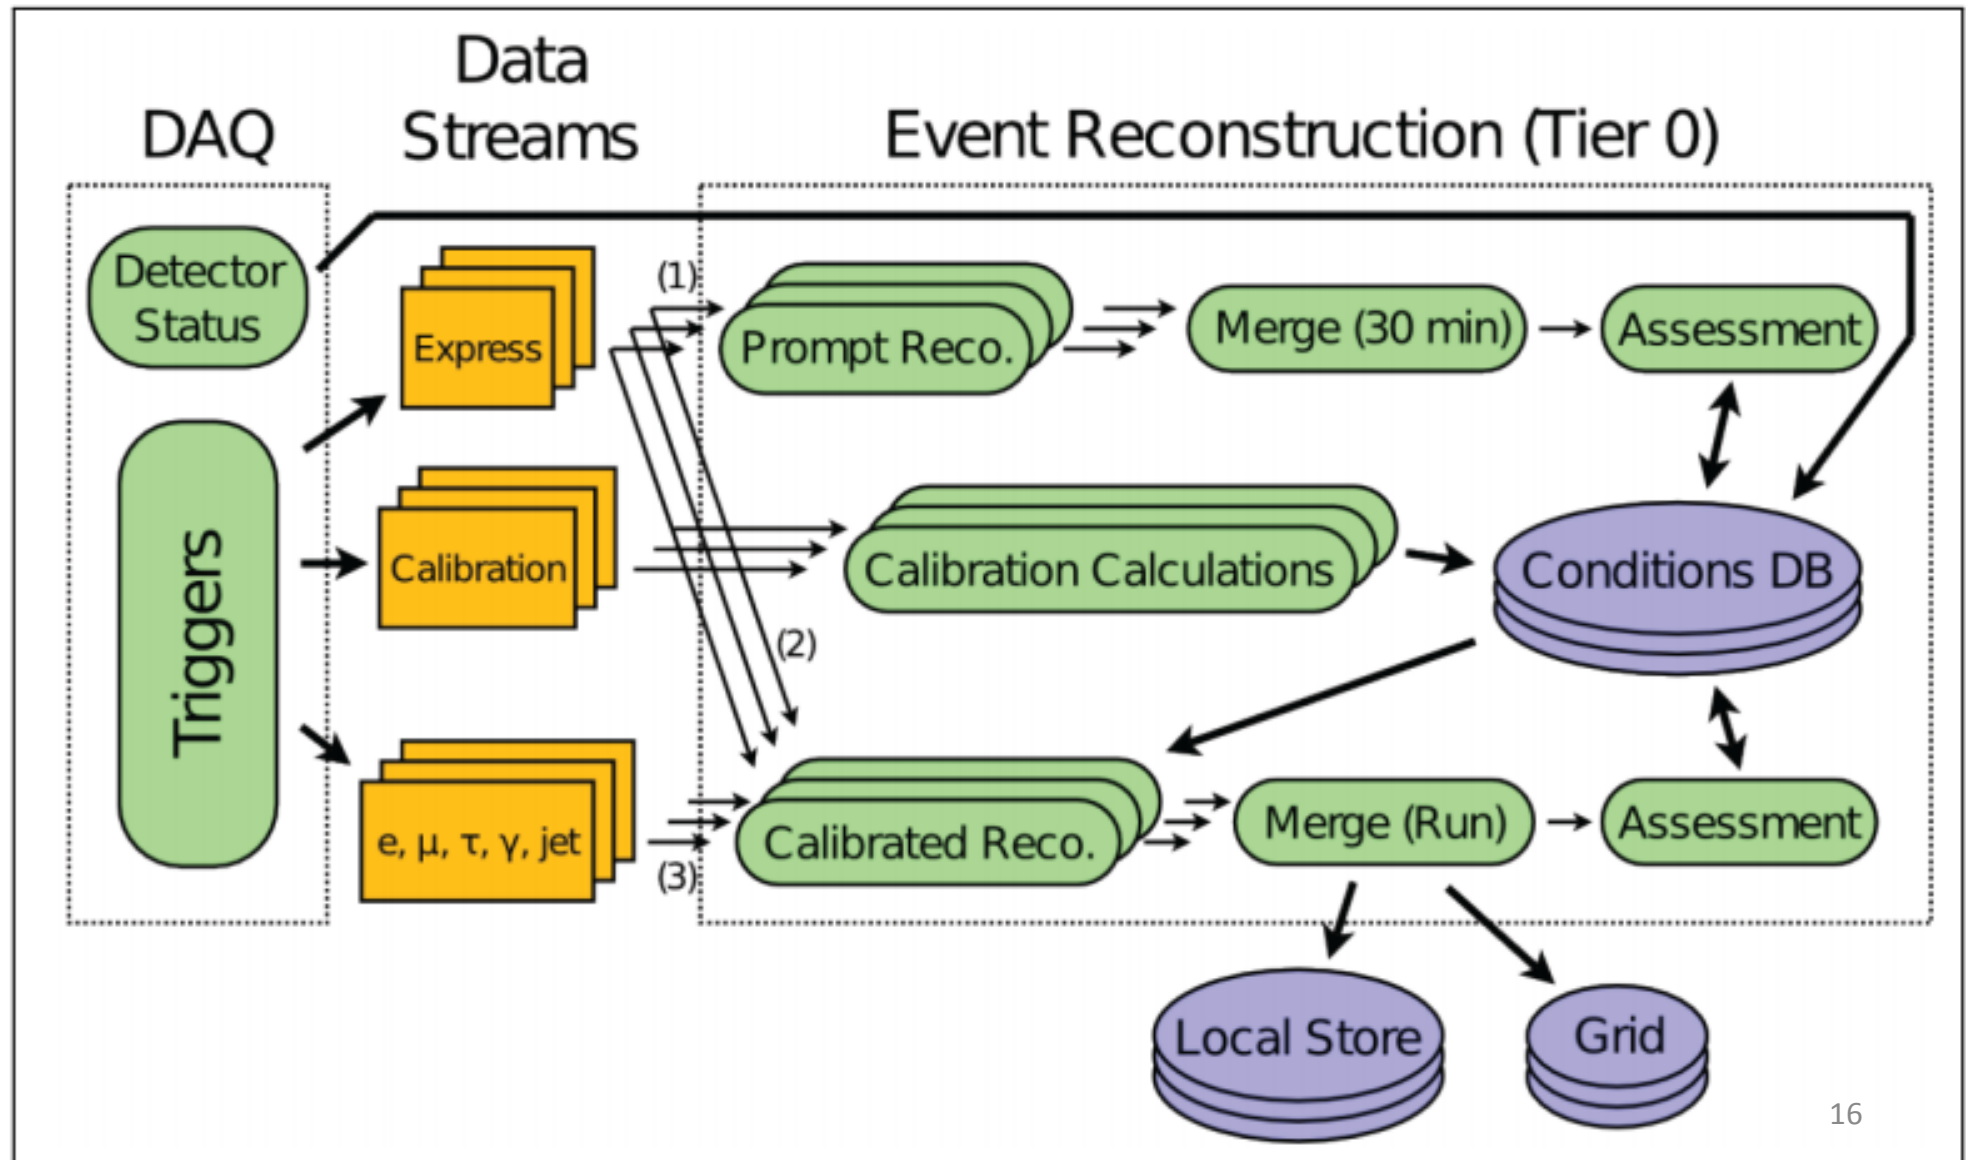 Data
Streams
DAQ
Event Reconstruction (Tier 0)
Detector
Status
Express
(1)
Prompt Reco.
Merge (30 min)
Assessment
Triggers
Calibration
Calibration Calculations
Conditions DB
(2)
e, μ, τ, γ, jet
(3)
Calibrated Reco.
Merge (Run)
Assessment
Local Store
Grid
16